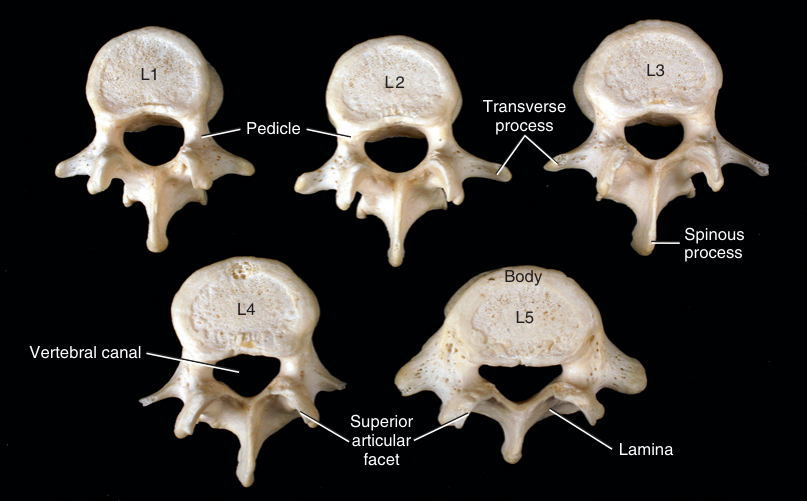 L1
L2
L3
Pedicle
Transverse
process
Spinous
process
L4
Body
L5
Vertebral canal
Superior
articular
facet
Lamina